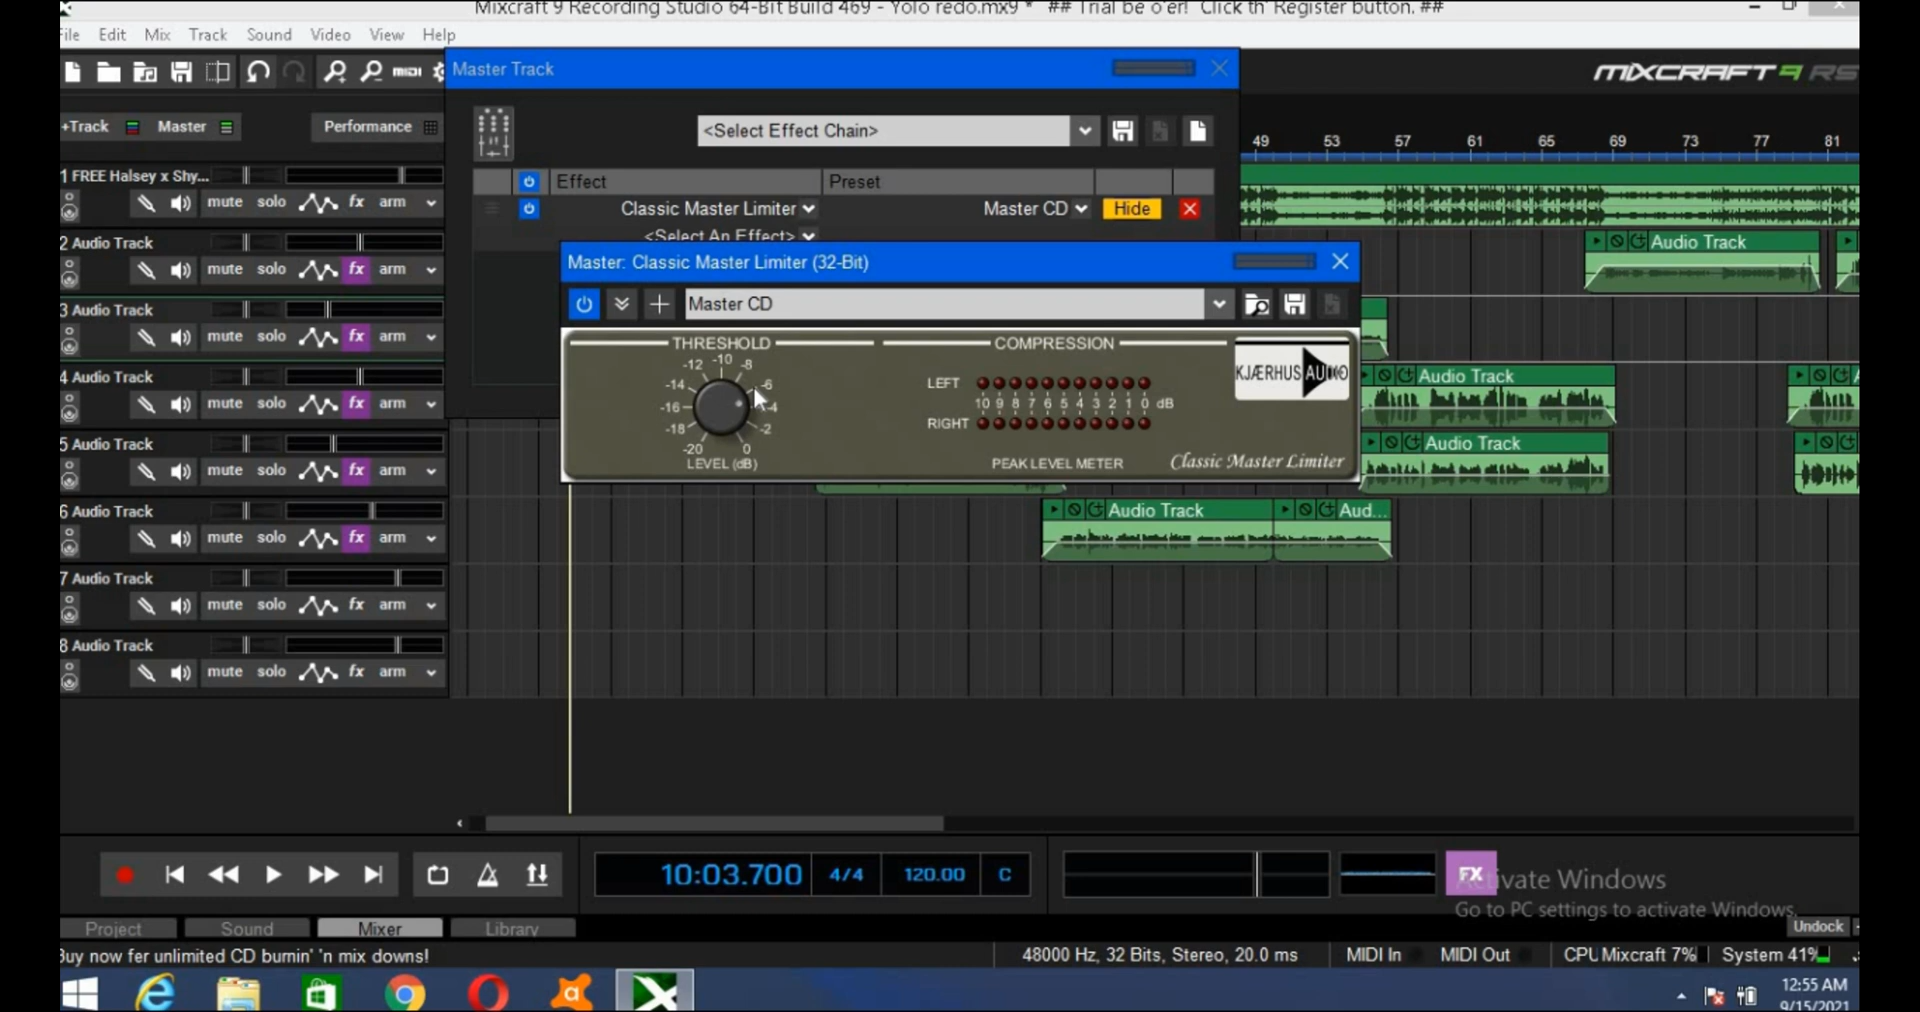 Mixcraft 9 Recording Studio 64-Bit Build 469 - Yolo redo.mx9 *  ## Trial be o'er!  Click th' Register button. ##
File Edit Mix Track Sound Video View Help
Master Track
MIXCRAFT 9 RS
+Track Master Performance
<Select Effect Chain>
49 53 57 61 65 69 73 77 81
1 FREE Halsey x Shy...
mute solo fx arm
Effect Preset
Classic Master Limiter Master CD Hide
<Select An Effect>
2 Audio Track
mute solo fx arm
Audio Track
Master: Classic Master Limiter (32-Bit)
Master CD
3 Audio Track
mute solo fx arm
THRESHOLD
-20 -18 -16 -14 -12 -10 -8 -6 -4 -2 0
LEVEL (dB)
COMPRESSION
LEFT
10 9 8 7 6 5 4 3 2 1 0 dB
RIGHT
PEAK LEVEL METER
KJÆRHUS AUDIO
Classic Master Limiter
4 Audio Track
mute solo fx arm
Audio Track
5 Audio Track
mute solo fx arm
Audio Track
6 Audio Track
mute solo fx arm
Audio Track
Aud...
7 Audio Track
mute solo fx arm
8 Audio Track
mute solo fx arm
10:03.700 4/4 120.00 C
FX
Activate Windows
Go to PC settings to activate Windows.
Project Sound Mixer Library
Undock
Buy now fer unlimited CD burnin' 'n mix downs!
48000 Hz, 32 Bits, Stereo, 20.0 ms MIDI In MIDI Out CPU Mixcraft 7% System 41%
12:55 AM
9/15/2021